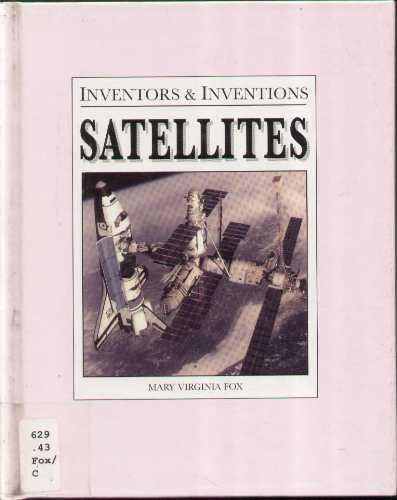 INVENTORS & INVENTIONS
SATELLITES
MARY VIRGINIA FOX
629
.43
Fox/
C